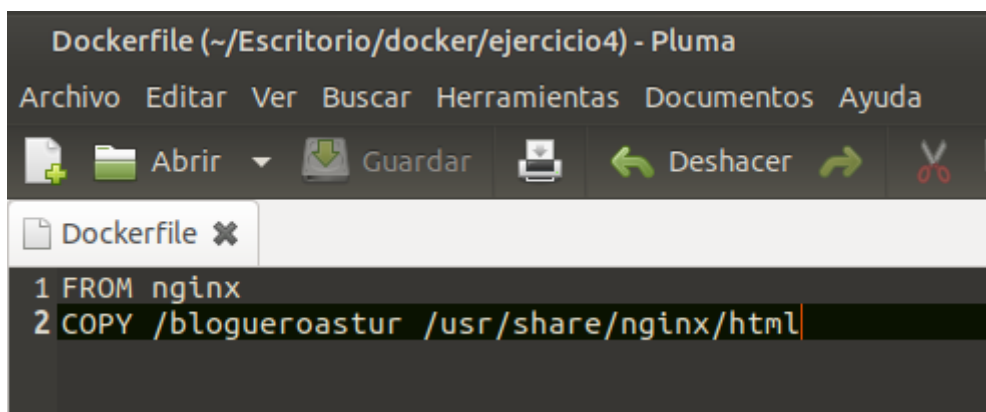 Dockerfile (~/Escritorio/docker/ejercicio4) - Pluma
Archivo Editar Ver Buscar Herramientas Documentos Ayuda
Abrir Guardar Deshacer
Dockerfile
1 FROM nginx
2 COPY /blogueroastur /usr/share/nginx/html